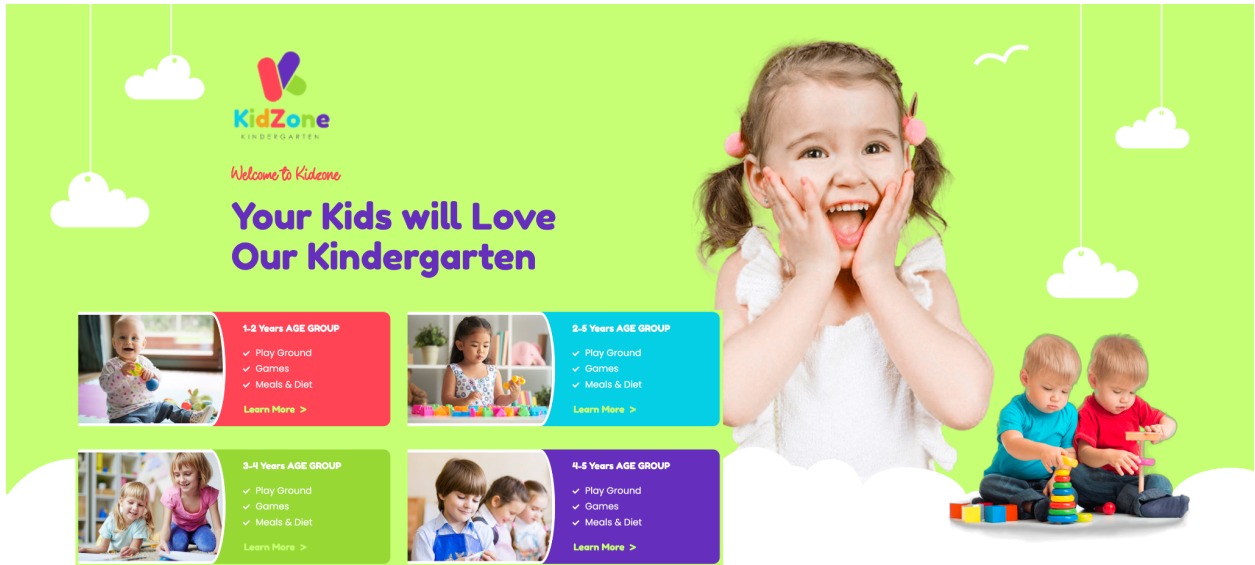 KidZone
KINDERGARTEN
Welcome to Kidzone
Your Kids will Love
Our Kindergarten
1-2 Years AGE GROUP
Play Ground
Games
Meals & Diet
Learn More >
2-5 Years AGE GROUP
Play Ground
Games
Meals & Diet
Learn More >
3-4 Years AGE GROUP
Play Ground
Games
Meals & Diet
Learn More >
4-5 Years AGE GROUP
Play Ground
Games
Meals & Diet
Learn More >